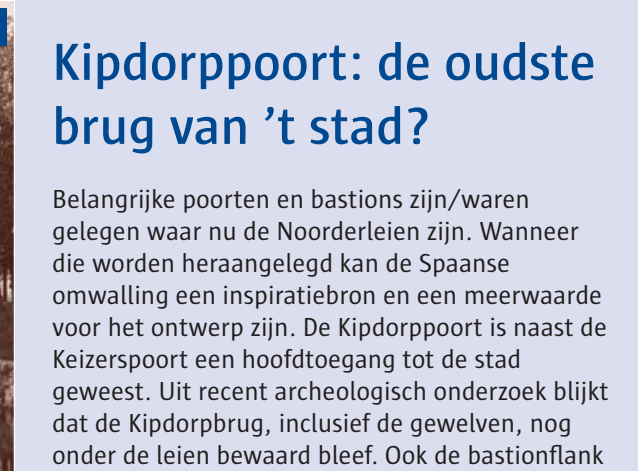 Kipdorppoort: de oudste
brug van ’t stad?
Belangrijke poorten en bastions zijn/waren
gelegen waar nu de Noorderleien zijn. Wanneer
die worden heraangelegd kan de Spaanse
omwalling een inspiratiebron en een meerwaarde
voor het ontwerp zijn. De Kipdorppoort is naast de
Keizerspoort een hoofdtoegang tot de stad
geweest. Uit recent archeologisch onderzoek blijkt
dat de Kipdorpbrug, inclusief de gewelven, nog
onder de leien bewaard bleef. Ook de bastionflank